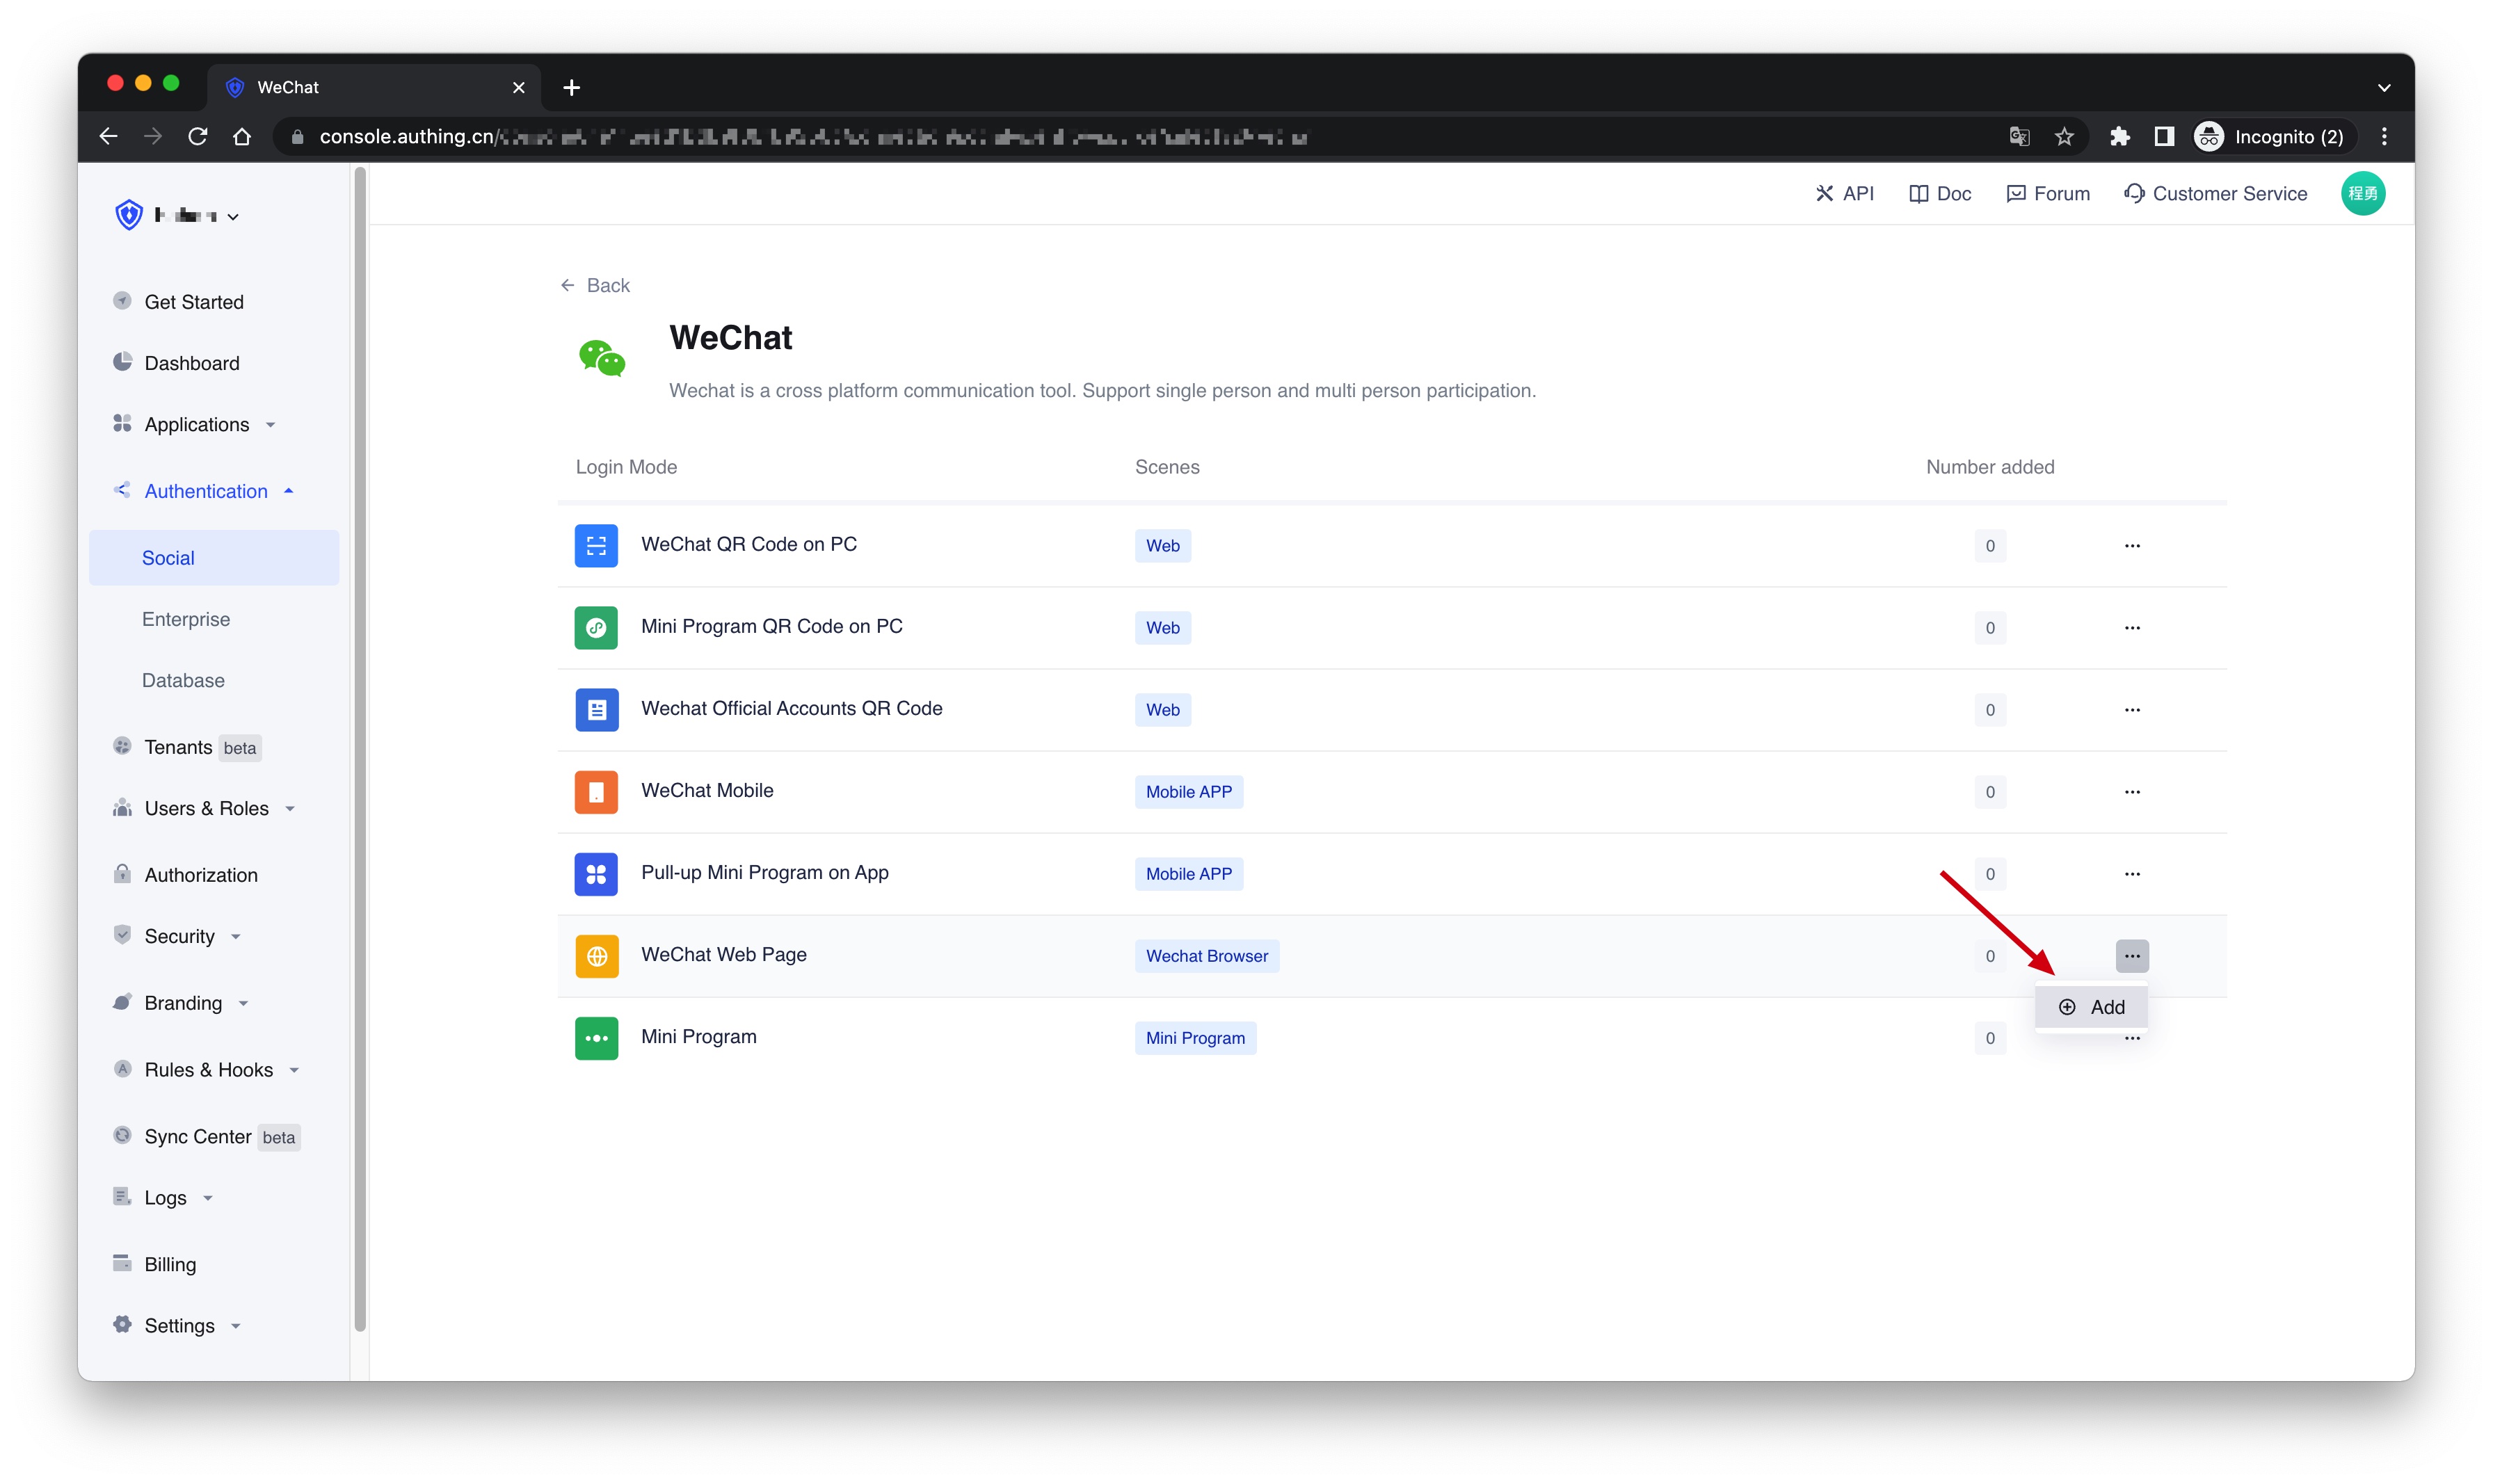 WeChat
console.authing.cn/
Incognito (2)
API
Doc
Forum
Customer Service
程勇
Get Started
Dashboard
Applications
Authentication
Social
Enterprise
Database
Tenants beta
Users & Roles
Authorization
Security
Branding
Rules & Hooks
Sync Center beta
Logs
Billing
Settings
Back
WeChat
Wechat is a cross platform communication tool. Support single person and multi person participation.
Login Mode Scenes Number added
WeChat QR Code on PC Web 0
Mini Program QR Code on PC Web 0
Wechat Official Accounts QR Code Web 0
WeChat Mobile Mobile APP 0
Pull-up Mini Program on App Mobile APP 0
WeChat Web Page Wechat Browser 0
Add
Mini Program Mini Program 0